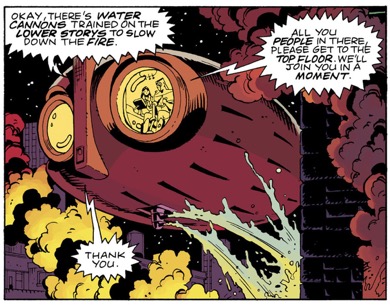 OKAY, THERE'S WATER
CANNONS TRAINED ON THE
LOWER STORYS TO SLOW
DOWN THE FIRE.
ALL YOU
PEOPLE IN THERE,
PLEASE GET TO THE
TOP FLOOR. WE'LL
JOIN YOU IN A
MOMENT.
THANK
YOU.